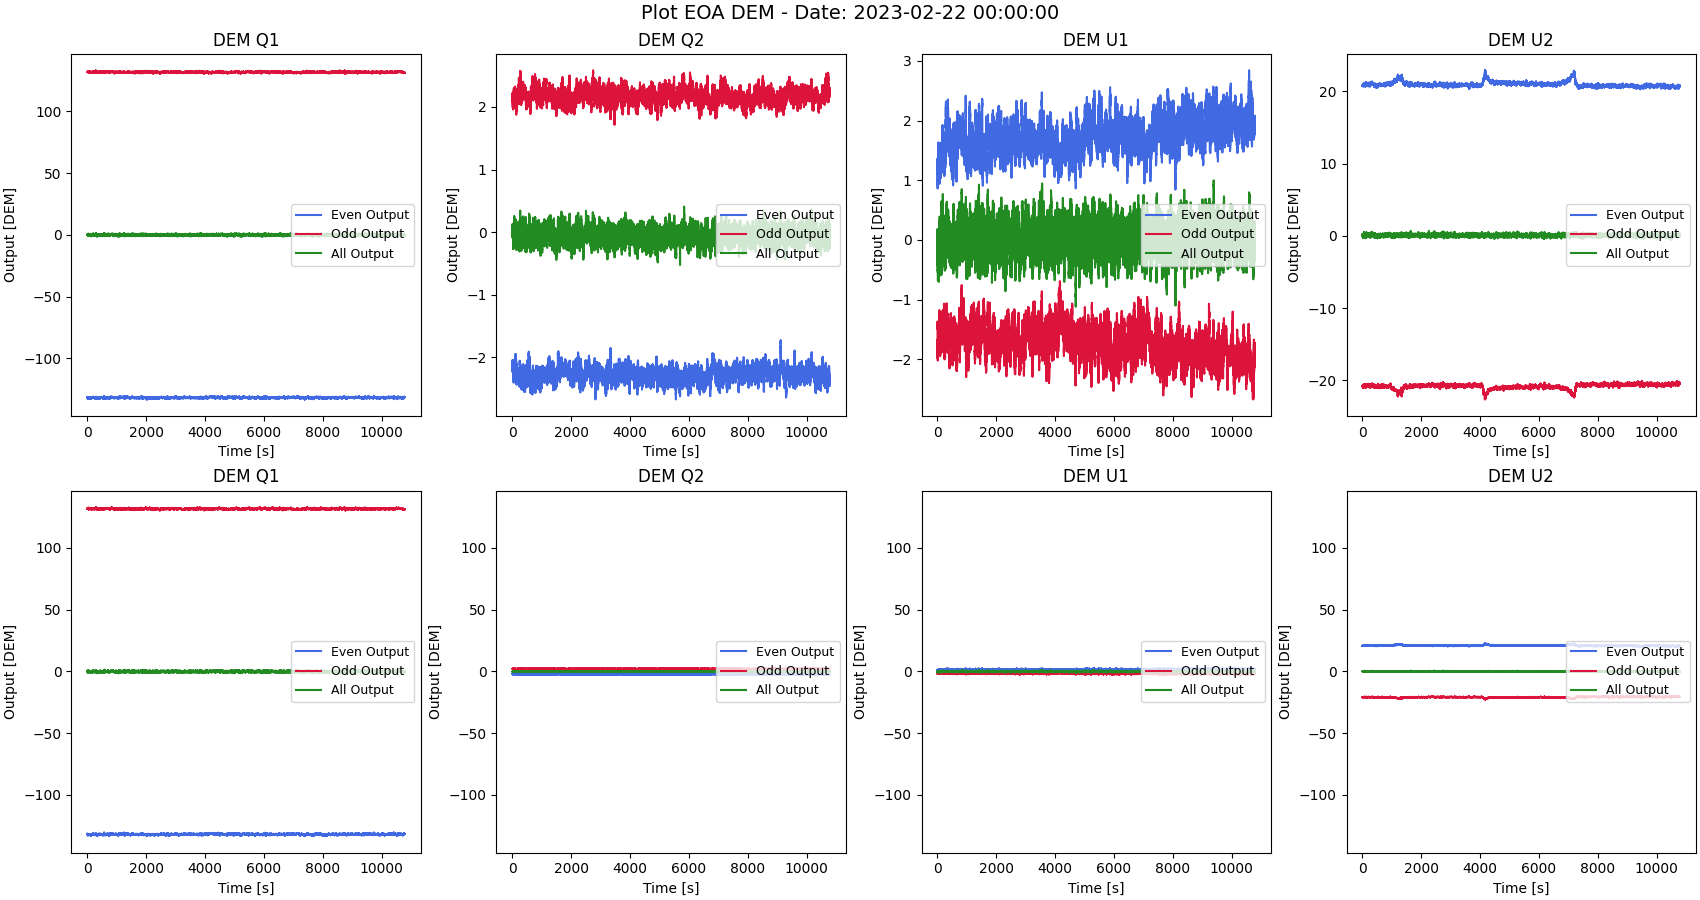 Plot EOA DEM - Date: 2023-02-22 00:00:00
DEM Q1
Output [DEM]
100
50
0
−50
−100
0 2000 4000 6000 8000 10000
Time [s]
Even Output
Odd Output
All Output
DEM Q2
Output [DEM]
2
1
0
−1
−2
0 2000 4000 6000 8000 10000
Time [s]
Even Output
Odd Output
All Output
DEM U1
Output [DEM]
3
2
1
0
−1
−2
0 2000 4000 6000 8000 10000
Time [s]
Even Output
Odd Output
All Output
DEM U2
Output [DEM]
20
10
0
−10
−20
0 2000 4000 6000 8000 10000
Time [s]
Even Output
Odd Output
All Output
DEM Q1
Output [DEM]
100
50
0
−50
−100
0 2000 4000 6000 8000 10000
Time [s]
Even Output
Odd Output
All Output
DEM Q2
Output [DEM]
100
50
0
−50
−100
0 2000 4000 6000 8000 10000
Time [s]
Even Output
Odd Output
All Output
DEM U1
Output [DEM]
100
50
0
−50
−100
0 2000 4000 6000 8000 10000
Time [s]
Even Output
Odd Output
All Output
DEM U2
Output [DEM]
100
50
0
−50
−100
0 2000 4000 6000 8000 10000
Time [s]
Even Output
Odd Output
All Output